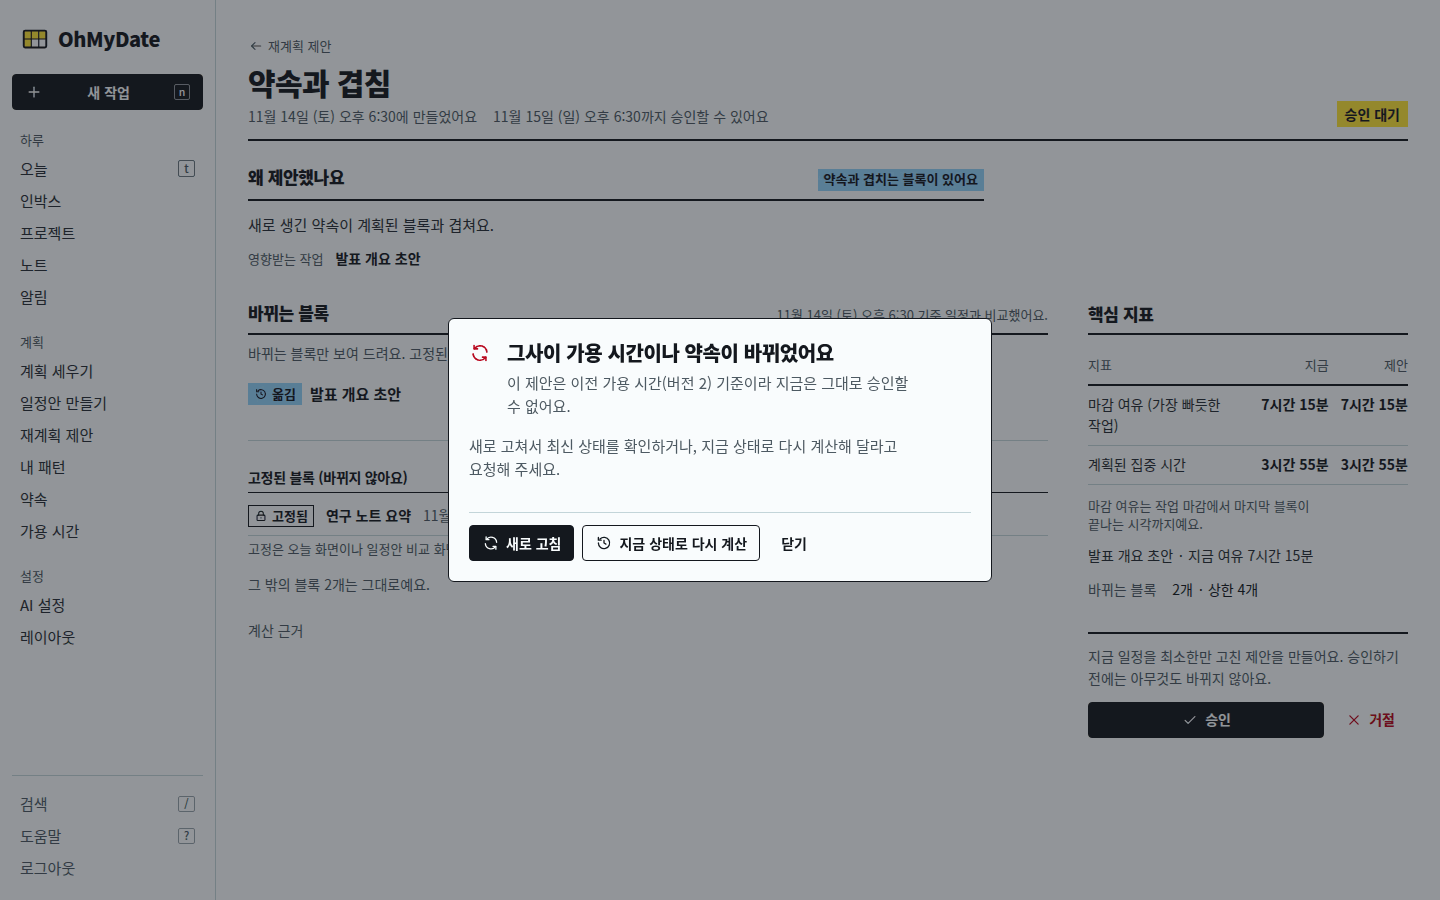 OhMyDate
새 작업 n
하루
오늘 t
인박스
프로젝트
노트
알림
계획
계획 세우기
일정안 만들기
재계획 제안
내 패턴
약속
가용 시간
설정
AI 설정
레이아웃
검색 /
도움말 ?
로그아웃
재계획 제안
약속과 겹침
11월 14일 (토) 오후 6:30에 만들었어요 11월 15일 (일) 오후 6:30까지 승인할 수 있어요
승인 대기
왜 제안했나요
약속과 겹치는 블록이 있어요
새로 생긴 약속이 계획된 블록과 겹쳐요.
영향받는 작업 발표 개요 초안
바뀌는 블록
11월 14일 (토) 오후 6:30 기준 일정과 비교했어요.
바뀌는 블록만 보여 드려요. 고정된
옮김 발표 개요 초안
고정된 블록 (바뀌지 않아요)
고정됨 연구 노트 요약 11월
고정은 오늘 화면이나 일정안 비교
그 밖의 블록 2개는 그대로예요.
계산 근거
그사이 가용 시간이나 약속이 바뀌었어요
이 제안은 이전 가용 시간(버전 2) 기준이라 지금은 그대로 승인할
수 없어요.
새로 고쳐서 최신 상태를 확인하거나, 지금 상태로 다시 계산해 달라고
요청해 주세요.
새로 고침
지금 상태로 다시 계산
닫기
핵심 지표
지표 지금 제안
마감 여유 (가장 빠듯한 7시간 15분 7시간 15분
작업)
계획된 집중 시간 3시간 55분 3시간 55분
마감 여유는 작업 마감에서 마지막 블록이
끝나는 시각까지예요.
발표 개요 초안 · 지금 여유 7시간 15분
바뀌는 블록 2개 · 상한 4개
지금 일정을 최소한만 고친 제안을 만들어요. 승인하기
전에는 아무것도 바뀌지 않아요.
승인
거절